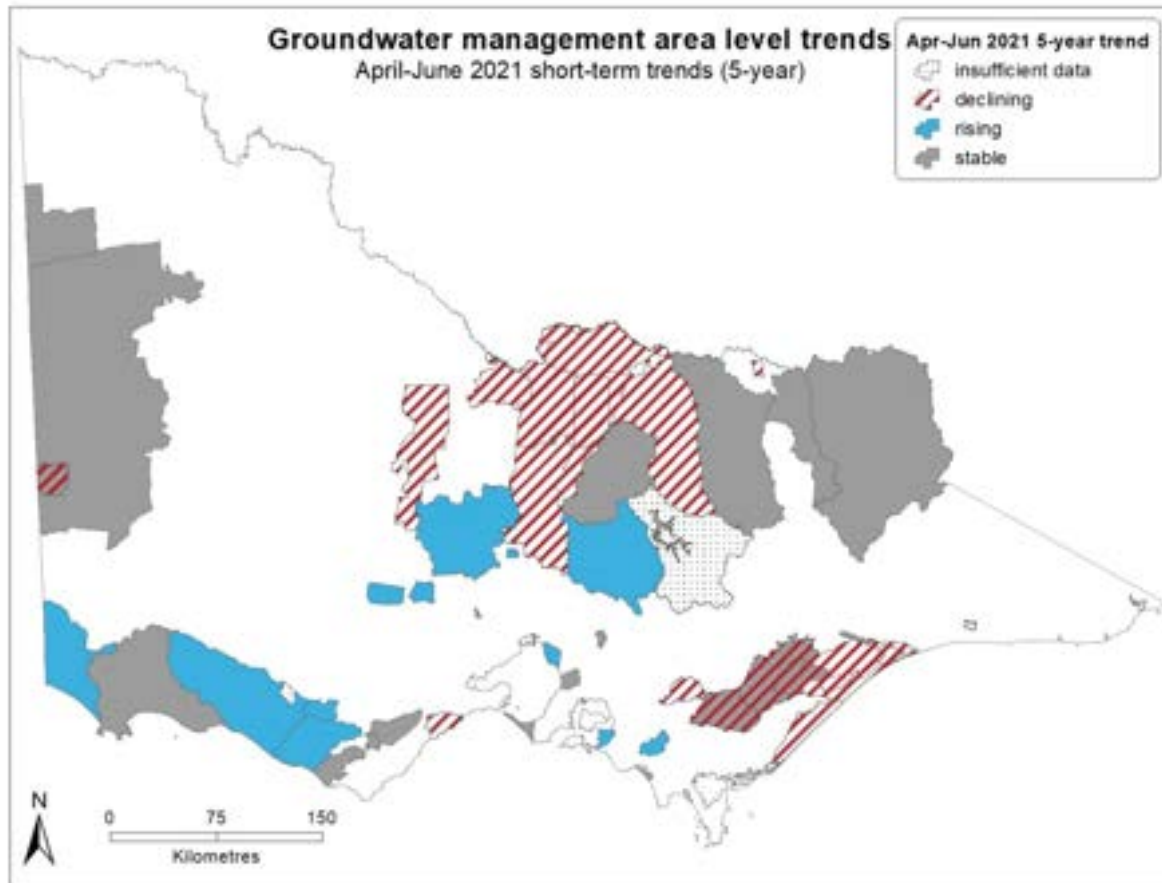 Groundwater management area level trends
April-June 2021 short-term trends (5-year)
Apr-Jun 2021 5-year trend
insufficient data
declining
rising
stable
N
0 75 150
Kilometres